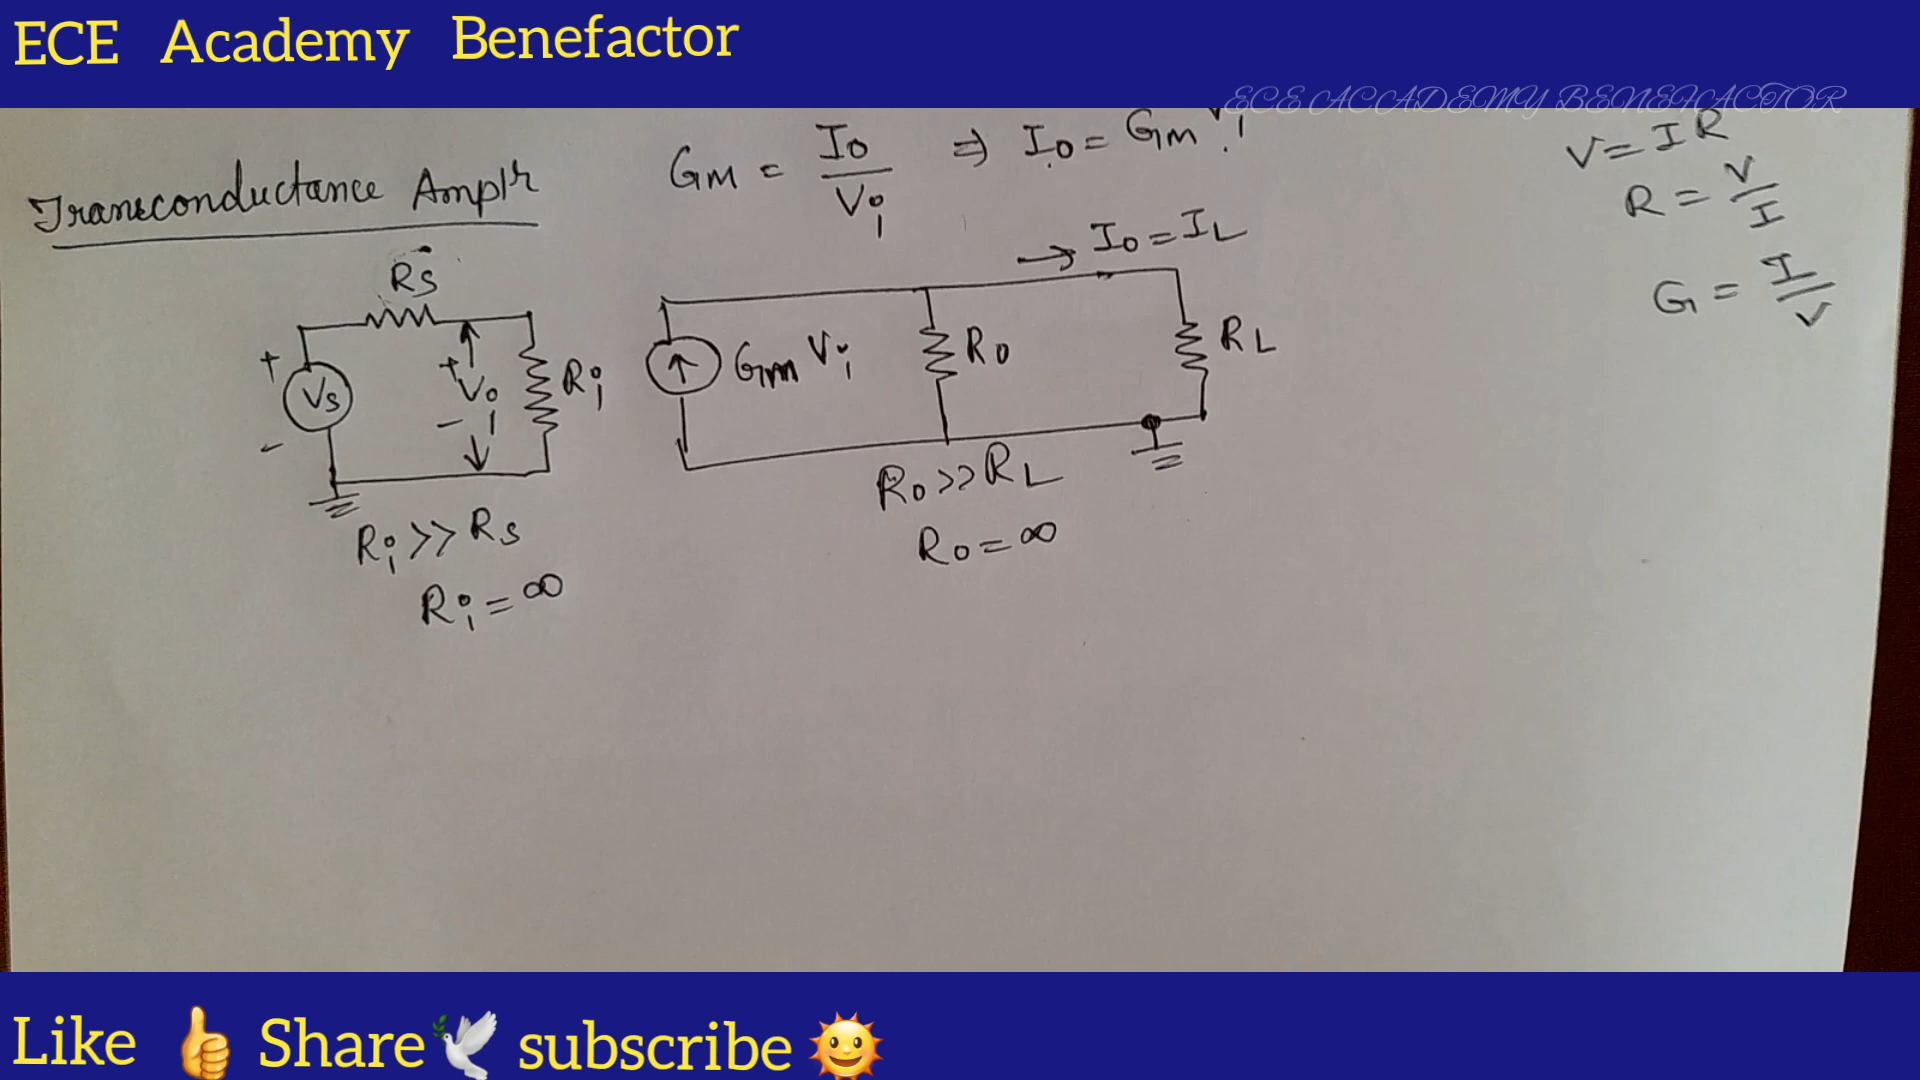 ECE Academy Benefactor
ECE ACCADEMY BENEFACTOR
Transconductance Amplr
GM = Io/Vi ⇒ Io = GM Vi
V = IR
R = V/I
G = I/V
→ Io = IL
Rs
+ Vs -
+ Vi -
Ri
Gm Vi
Ro
RL
Ri >> Rs
Ri = ∞
Ro >> RL
Ro = ∞
Like 👍 Share 🕊 subscribe 🌞